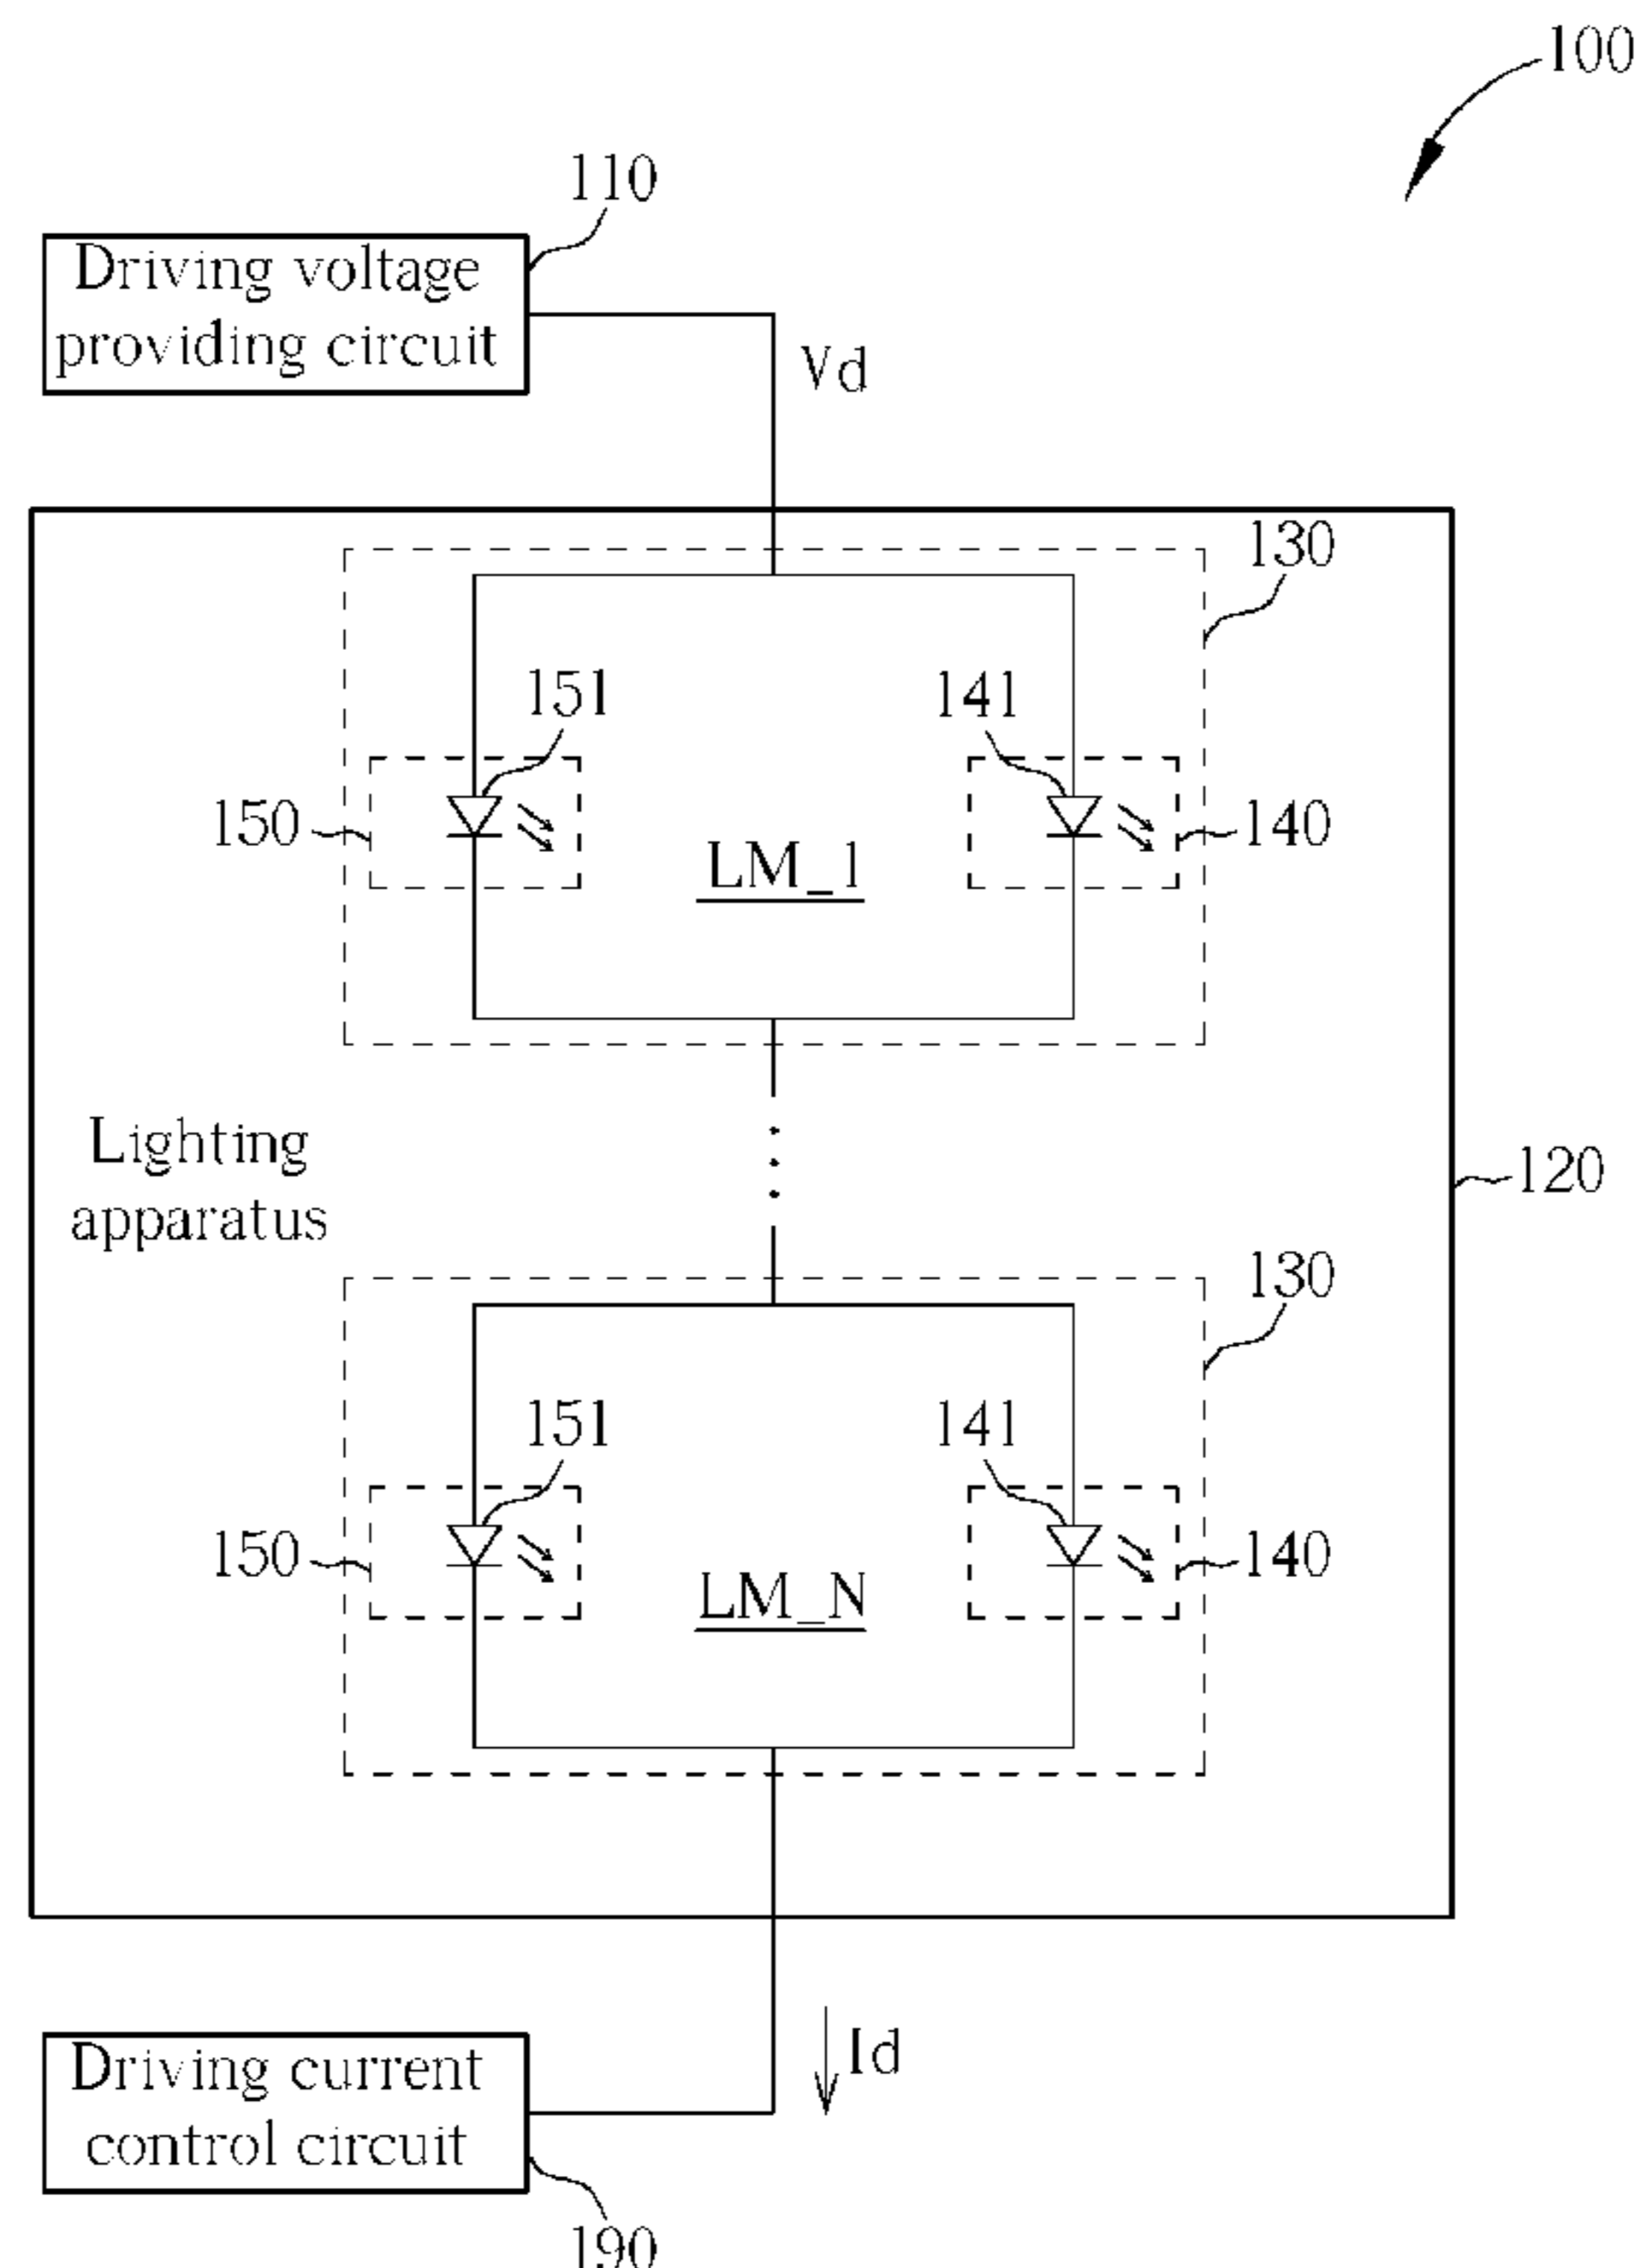 100
110
Driving voltage
providing circuit
Vd
130
151
141
150
140
LM_1
Lighting
apparatus
120
130
151
141
150
140
LM_N
Id
Driving current
control circuit
190